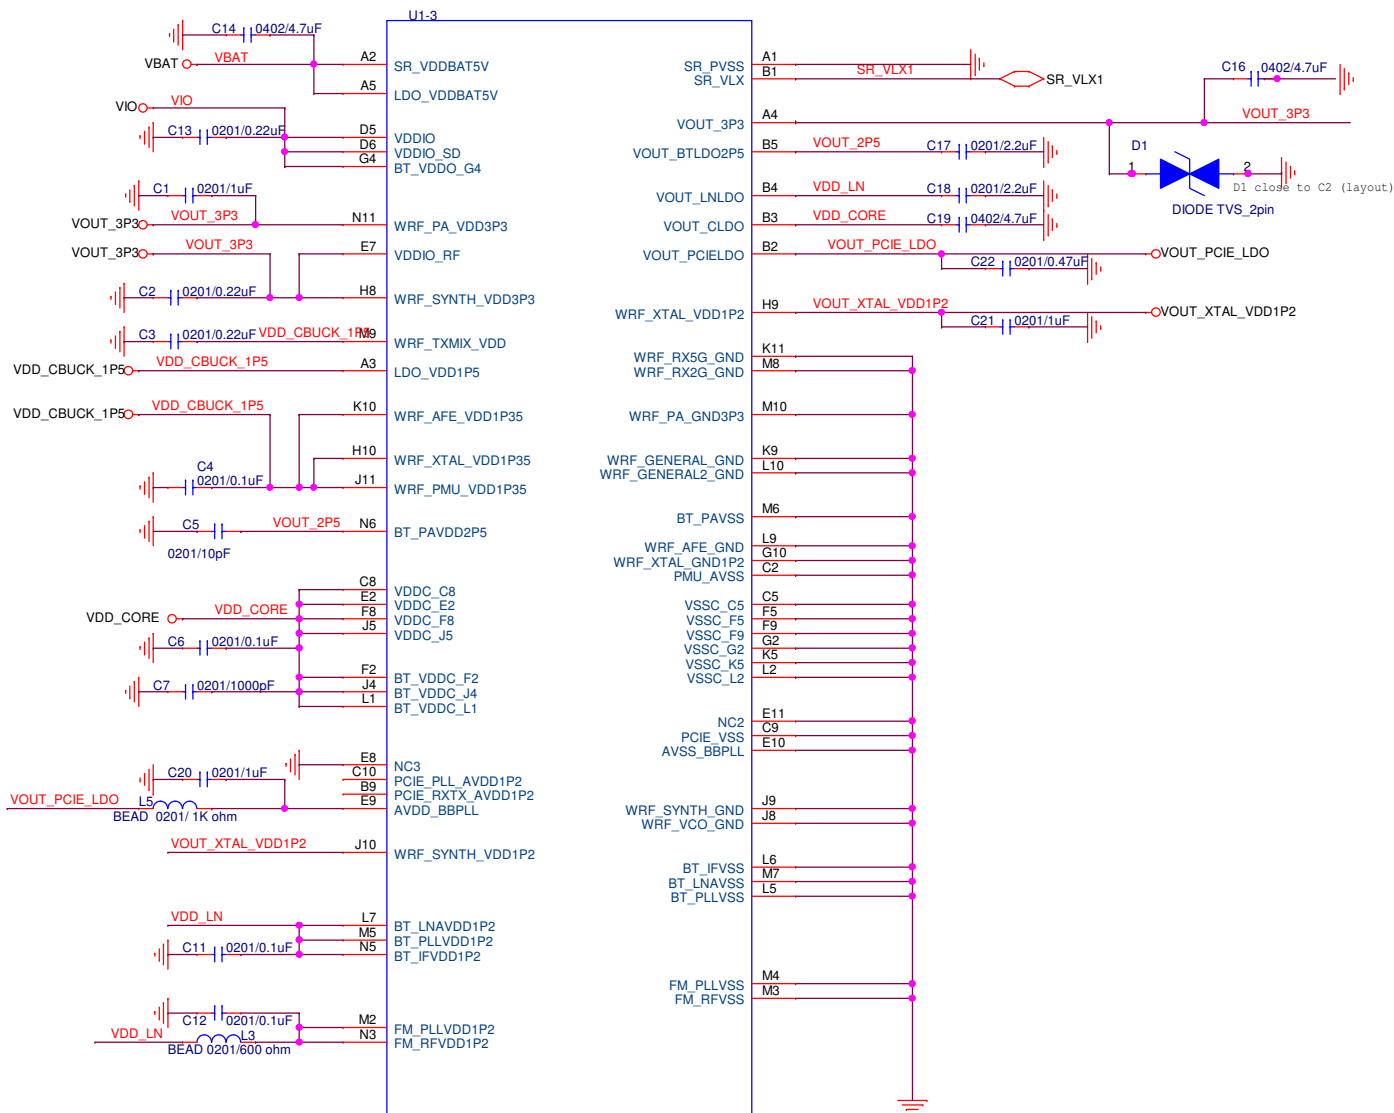 U1-3
C14 0402/4.7uF
VBAT VBAT A2 SR_VDDBAT5V
A5 LDO_VDDBAT5V
VIO VIO
C13 0201/0.22uF D5 VDDIO
D6 VDDIO_SD
G4 BT_VDDO_G4
C1 0201/1uF
VOUT_3P3 VOUT_3P3 N11 WRF_PA_VDD3P3
VOUT_3P3 VOUT_3P3 E7 VDDIO_RF
C2 0201/0.22uF H8 WRF_SYNTH_VDD3P3
C3 0201/0.22uF VDD_CBUCK_1P5 M9 WRF_TXMIX_VDD
VDD_CBUCK_1P5 VDD_CBUCK_1P5 A3 LDO_VDD1P5
VDD_CBUCK_1P5 VDD_CBUCK_1P5 K10 WRF_AFE_VDD1P35
H10 WRF_XTAL_VDD1P35
C4 0201/0.1uF J11 WRF_PMU_VDD1P35
C5 VOUT_2P5 N6 BT_PAVDD2P5
0201/10pF
C8 VDDC_C8
E2 VDDC_E2
VDD_CORE VDD_CORE F8 VDDC_F8
J5 VDDC_J5
C6 0201/0.1uF
F2 BT_VDDC_F2
C7 0201/1000pF J4 BT_VDDC_J4
L1 BT_VDDC_L1
E8 NC3
C20 0201/1uF C10 PCIE_PLL_AVDD1P2
B9 PCIE_RXTX_AVDD1P2
VOUT_PCIE_LDO L5 E9 AVDD_BBPLL
BEAD 0201/ 1K ohm
VOUT_XTAL_VDD1P2 J10 WRF_SYNTH_VDD1P2
VDD_LN L7 BT_LNAVDD1P2
M5 BT_PLLVDD1P2
C11 0201/0.1uF N5 BT_IFVDD1P2
C12 0201/0.1uF M2 FM_PLLVDD1P2
VDD_LN L3 N3 FM_RFVDD1P2
BEAD 0201/600 ohm
SR_PVSS A1
SR_VLX B1 SR_VLX1 SR_VLX1
C16 0402/4.7uF
VOUT_3P3 A4 VOUT_3P3
VOUT_BTLDO2P5 B5 VOUT_2P5 C17 0201/2.2uF
D1
1 2
D1 close to C2 (layout)
DIODE TVS_2pin
VOUT_LNLDO B4 VDD_LN C18 0201/2.2uF
VOUT_CLDO B3 VDD_CORE C19 0402/4.7uF
VOUT_PCIELDO B2 VOUT_PCIE_LDO VOUT_PCIE_LDO
C22 0201/0.47uF
WRF_XTAL_VDD1P2 H9 VOUT_XTAL_VDD1P2 VOUT_XTAL_VDD1P2
C21 0201/1uF
WRF_RX5G_GND K11
WRF_RX2G_GND M8
WRF_PA_GND3P3 M10
WRF_GENERAL_GND K9
WRF_GENERAL2_GND L10
BT_PAVSS M6
WRF_AFE_GND L9
WRF_XTAL_GND1P2 G10
PMU_AVSS C2
VSSC_C5 C5
VSSC_F5 F5
VSSC_F9 F9
VSSC_G2 G2
VSSC_K5 K5
VSSC_L2 L2
NC2 E11
PCIE_VSS C9
AVSS_BBPLL E10
WRF_SYNTH_GND J9
WRF_VCO_GND J8
BT_IFVSS L6
BT_LNAVSS M7
BT_PLLVSS L5
FM_PLLVSS M4
FM_RFVSS M3